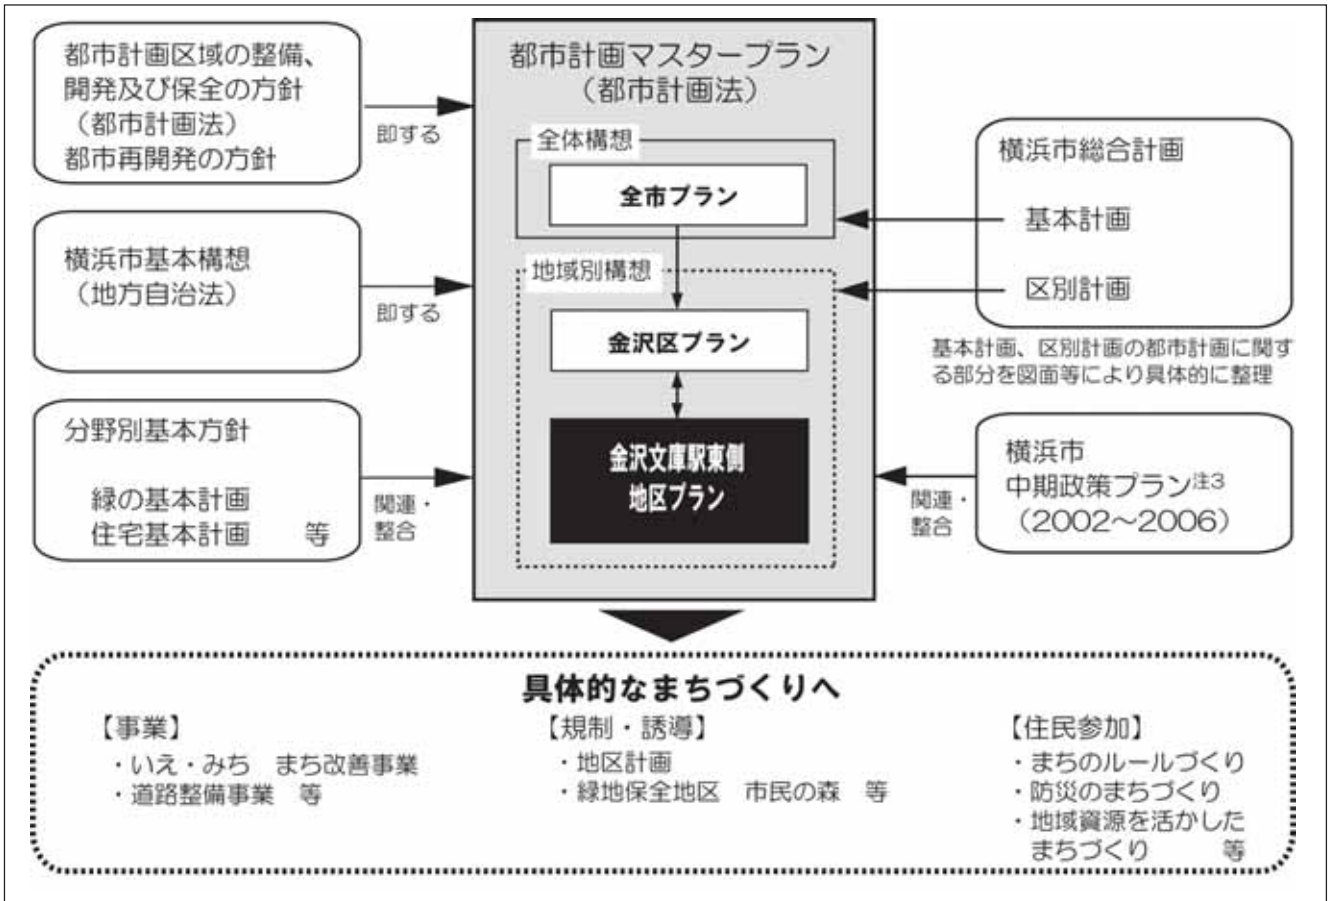 都市計画区域の整備、
開発及び保全の方針
（都市計画法）
都市再開発の方針
即する
横浜市基本構想
（地方自治法）
即する
分野別基本方針
緑の基本計画
住宅基本計画　等
関連・
整合
都市計画マスタープラン
（都市計画法）
全体構想
全市プラン
地域別構想
金沢区プラン
金沢文庫駅東側
地区プラン
横浜市総合計画
基本計画
区別計画
基本計画、区別計画の都市計画に関す
る部分を図面等により具体的に整理
横浜市
中期政策プラン注3
（2002〜2006）
関連・
整合
具体的なまちづくりへ
【事業】
・いえ・みち　まち改善事業
・道路整備事業　等
【規制・誘導】
・地区計画
・緑地保全地区　市民の森　等
【住民参加】
・まちのルールづくり
・防災のまちづくり
・地域資源を活かした
まちづくり　等